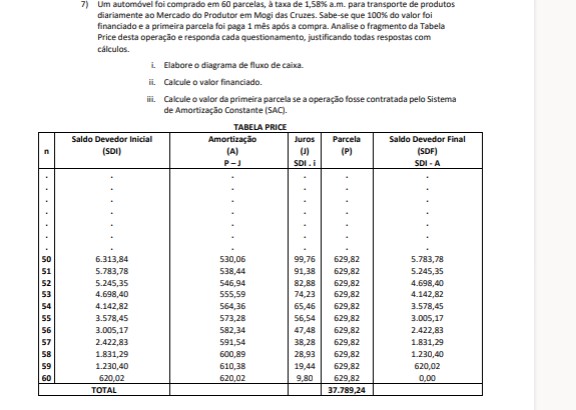 7) Um automóvel foi comprado em 60 parcelas, à taxa de 1,58% a.m. para transporte de produtos
diariamente ao Mercado do Produtor em Mogi das Cruzes. Sabe-se que 100% do valor foi
financiado e a primeira parcela foi paga 1 mês após a compra. Analise o fragmento da Tabela
Price desta operação e responda cada questionamento, justificando todas respostas com
cálculos.
i. Elabore o diagrama de fluxo de caixa.
ii. Calcule o valor financiado.
iii. Calcule o valor da primeira parcela se a operação fosse contratada pelo Sistema
de Amortização Constante (SAC).
TABELA PRICE
n Saldo Devedor Inicial (SDI) Amortização (A) P – J Juros (J) SDI . i Parcela (P) Saldo Devedor Final (SDF) SDI - A
. . . . . .
. . . . . .
. . . . . .
. . . . . .
. . . . . .
. . . . . .
. . . . . .
50 6.313,84 530,06 99,76 629,82 5.783,78
51 5.783,78 538,44 91,38 629,82 5.245,35
52 5.245,35 546,94 82,88 629,82 4.698,40
53 4.698,40 555,59 74,23 629,82 4.142,82
54 4.142,82 564,36 65,46 629,82 3.578,45
55 3.578,45 573,28 56,54 629,82 3.005,17
56 3.005,17 582,34 47,48 629,82 2.422,83
57 2.422,83 591,54 38,28 629,82 1.831,29
58 1.831,29 600,89 28,93 629,82 1.230,40
59 1.230,40 610,38 19,44 629,82 620,02
60 620,02 620,02 9,80 629,82 0,00
TOTAL 37.789,24